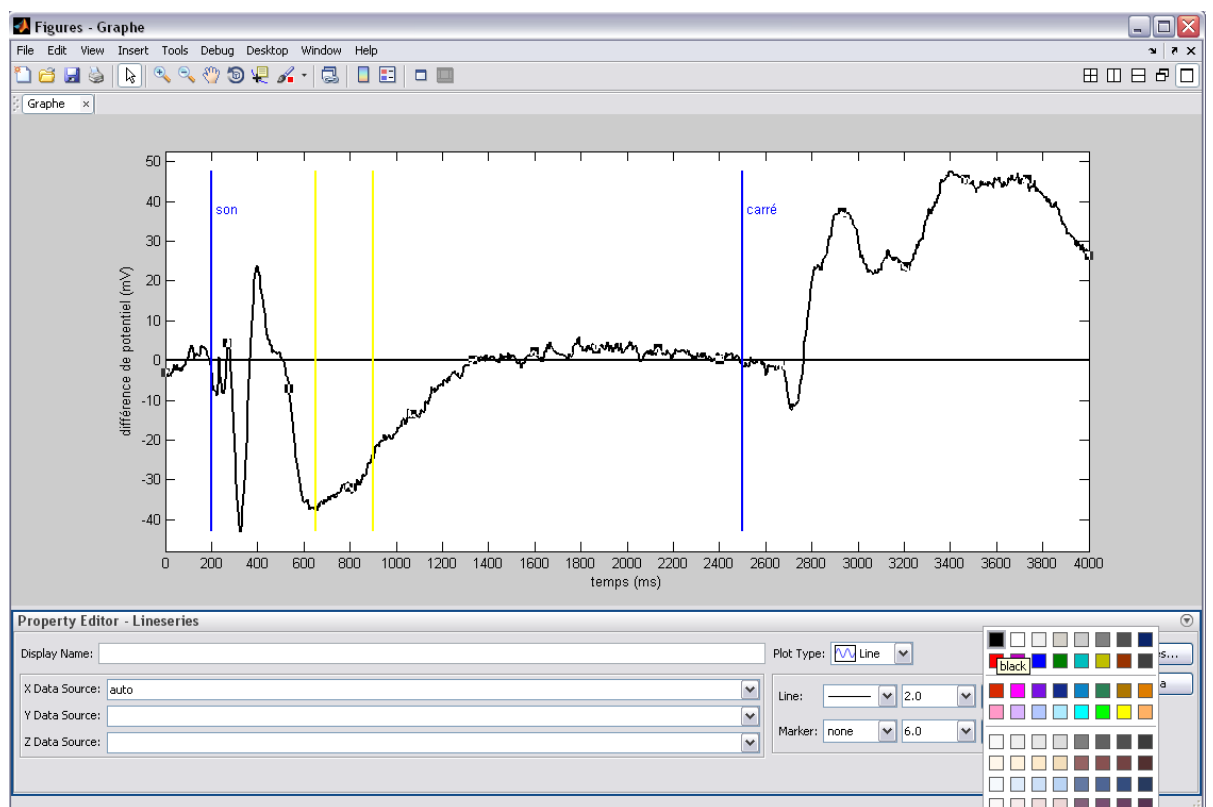 Figures - Graphe
File Edit View Insert Tools Debug Desktop Window Help
Graphe
50
40
30
20
10
0
-10
-20
-30
-40
différence de potentiel (mV)
son
carré
0 200 400 600 800 1000 1200 1400 1600 1800 2000 2200 2400 2600 2800 3000 3200 3400 3600 3800 4000
temps (ms)
Property Editor - Lineseries
Display Name:
Plot Type: Line
s...
black
X Data Source: auto
a
Line: 2.0
Y Data Source:
Marker: none 6.0
Z Data Source: